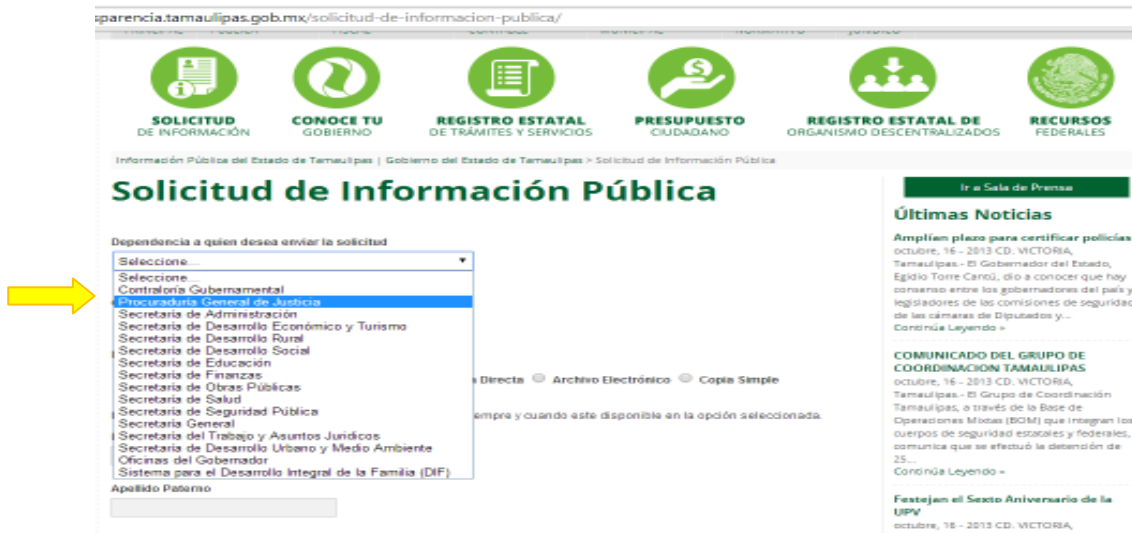 sparencia.tamaulipas.gob.mx/solicitud-de-informacion-publica/
SOLICITUD
DE INFORMACIÓN
CONOCE TU
GOBIERNO
REGISTRO ESTATAL
DE TRÁMITES Y SERVICIOS
PRESUPUESTO
CIUDADANO
REGISTRO ESTATAL DE
ORGANISMO DESCENTRALIZADOS
RECURSOS
FEDERALES
Información Pública del Estado de Tamaulipas | Gobierno del Estado de Tamaulipas > Solicitud de Información Pública
Solicitud de Información Pública
Dependencia a quien desea enviar la solicitud
Seleccione...
Seleccione...
Contraloría Gubernamental
Procuraduría General de Justicia
Secretaría de Administración
Secretaría de Desarrollo Económico y Turismo
Secretaría de Desarrollo Rural
Secretaría de Desarrollo Social
Secretaría de Educación
Secretaría de Finanzas
Secretaría de Obras Públicas
Secretaría de Salud
Secretaría de Seguridad Pública
Secretaría General
Secretaría del Trabajo y Asuntos Jurídicos
Secretaría de Desarrollo Urbano y Medio Ambiente
Oficinas del Gobernador
Sistema para el Desarrollo Integral de la Familia (DIF)
a Directa Archivo Electrónico Copia Simple
empre y cuando este disponible en la opción seleccionada.
Apellido Paterno
Ir a Sala de Prensa
Últimas Noticias
Amplían plazo para certificar policías
octubre, 16 - 2013 CD. VICTORIA,
Tamaulipas.- El Gobernador del Estado,
Egidio Torre Cantú, dio a conocer que hay
consenso entre los gobernadores del país y
legisladores de las comisiones de seguridad
de las cámaras de Diputados y...
Continúa Leyendo »
COMUNICADO DEL GRUPO DE
COORDINACION TAMAULIPAS
octubre, 16 - 2013 CD. VICTORIA,
Tamaulipas.- El Grupo de Coordinación
Tamaulipas, a través de la Base de
Operaciones Mixtas (BOM) que integran los
cuerpos de seguridad estatales y federales,
comunica que se efectuó la detención de
25...
Continúa Leyendo »
Festejan el Sexto Aniversario de la
UPV
octubre, 16 - 2013 CD. VICTORIA,